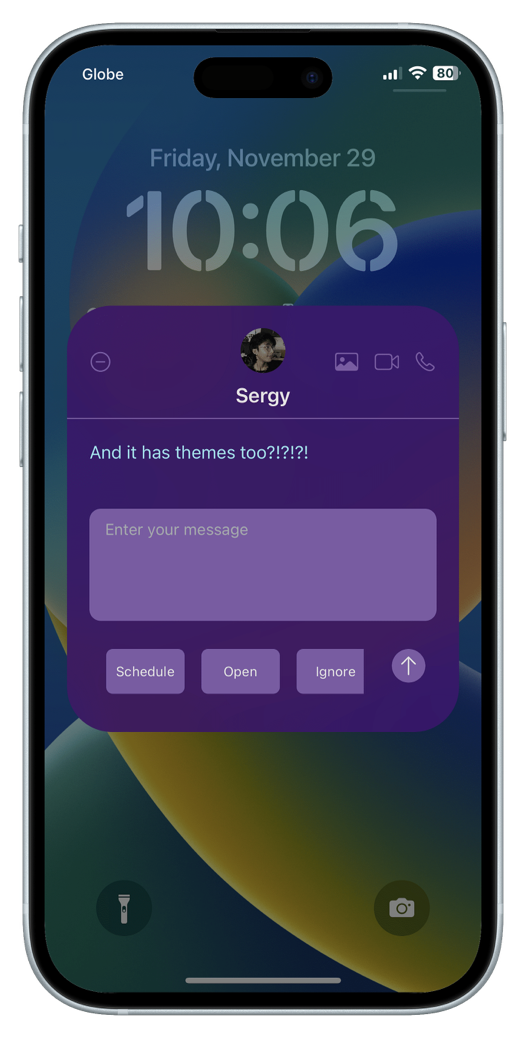 Globe
80
Friday, November 29
10:06
Sergy
And it has themes too?!?!?!
Enter your message
Schedule
Open
Ignore